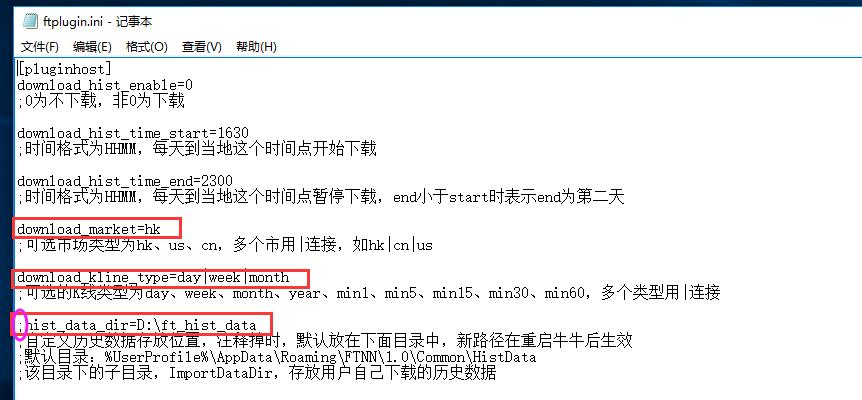 ftplugin.ini - 记事本
文件(F) 编辑(E) 格式(O) 查看(V) 帮助(H)
[pluginhost]
download_hist_enable=0
;0为不下载，非0为下载
download_hist_time_start=1630
;时间格式为HHMM，每天到当地这个时间点开始下载
download_hist_time_end=2300
;时间格式为HHMM，每天到当地这个时间点暂停下载，end小于start时表示end为第二天
download_market=hk
;可选市场类型为hk、us、cn，多个市用|连接，如hk|cn|us
download_kline_type=day|week|month
;可选的K线类型为day、week、month、year、min1、min5、min15、min30、min60，多个类型用|连接
;hist_data_dir=D:\ft_hist_data
;自定义历史数据存放位置，注释掉时，默认放在下面目录中，新路径在重启牛牛后生效
;默认目录：%UserProfile%\AppData\Roaming\FTNN\1.0\Common\HistData
;该目录下的子目录，ImportDataDir，存放用户自己下载的历史数据